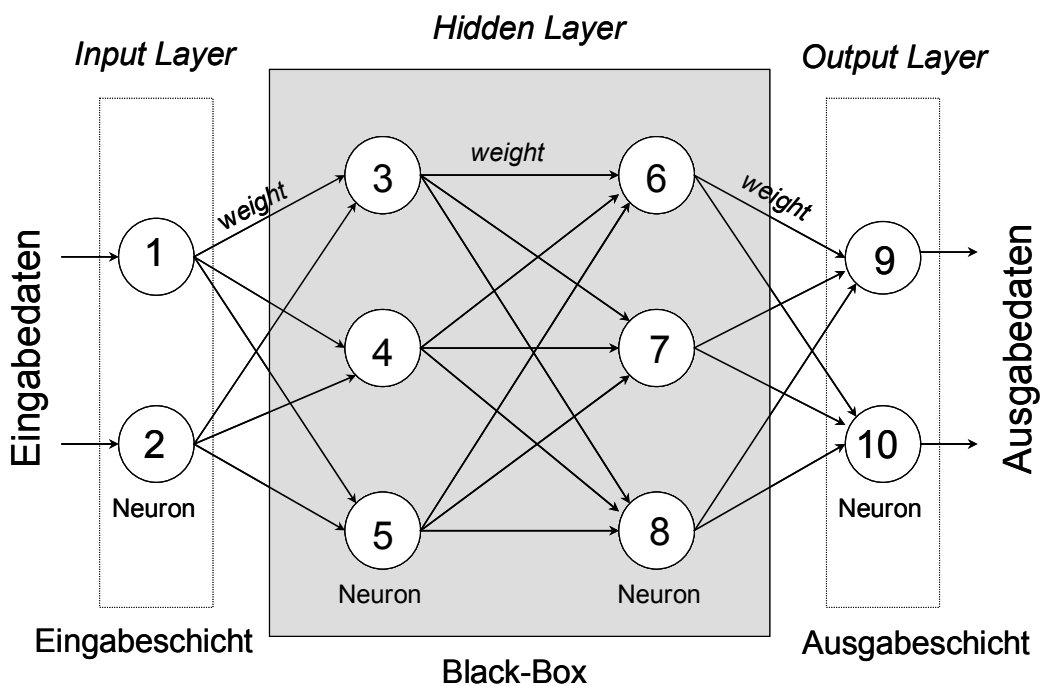 Hidden Layer
Input Layer
Output Layer
weight
weight
weight
3
6
1
9
4
7
2
10
5
8
Eingabedaten
Ausgabedaten
Neuron
Neuron
Neuron
Neuron
Eingabeschicht
Ausgabeschicht
Black-Box